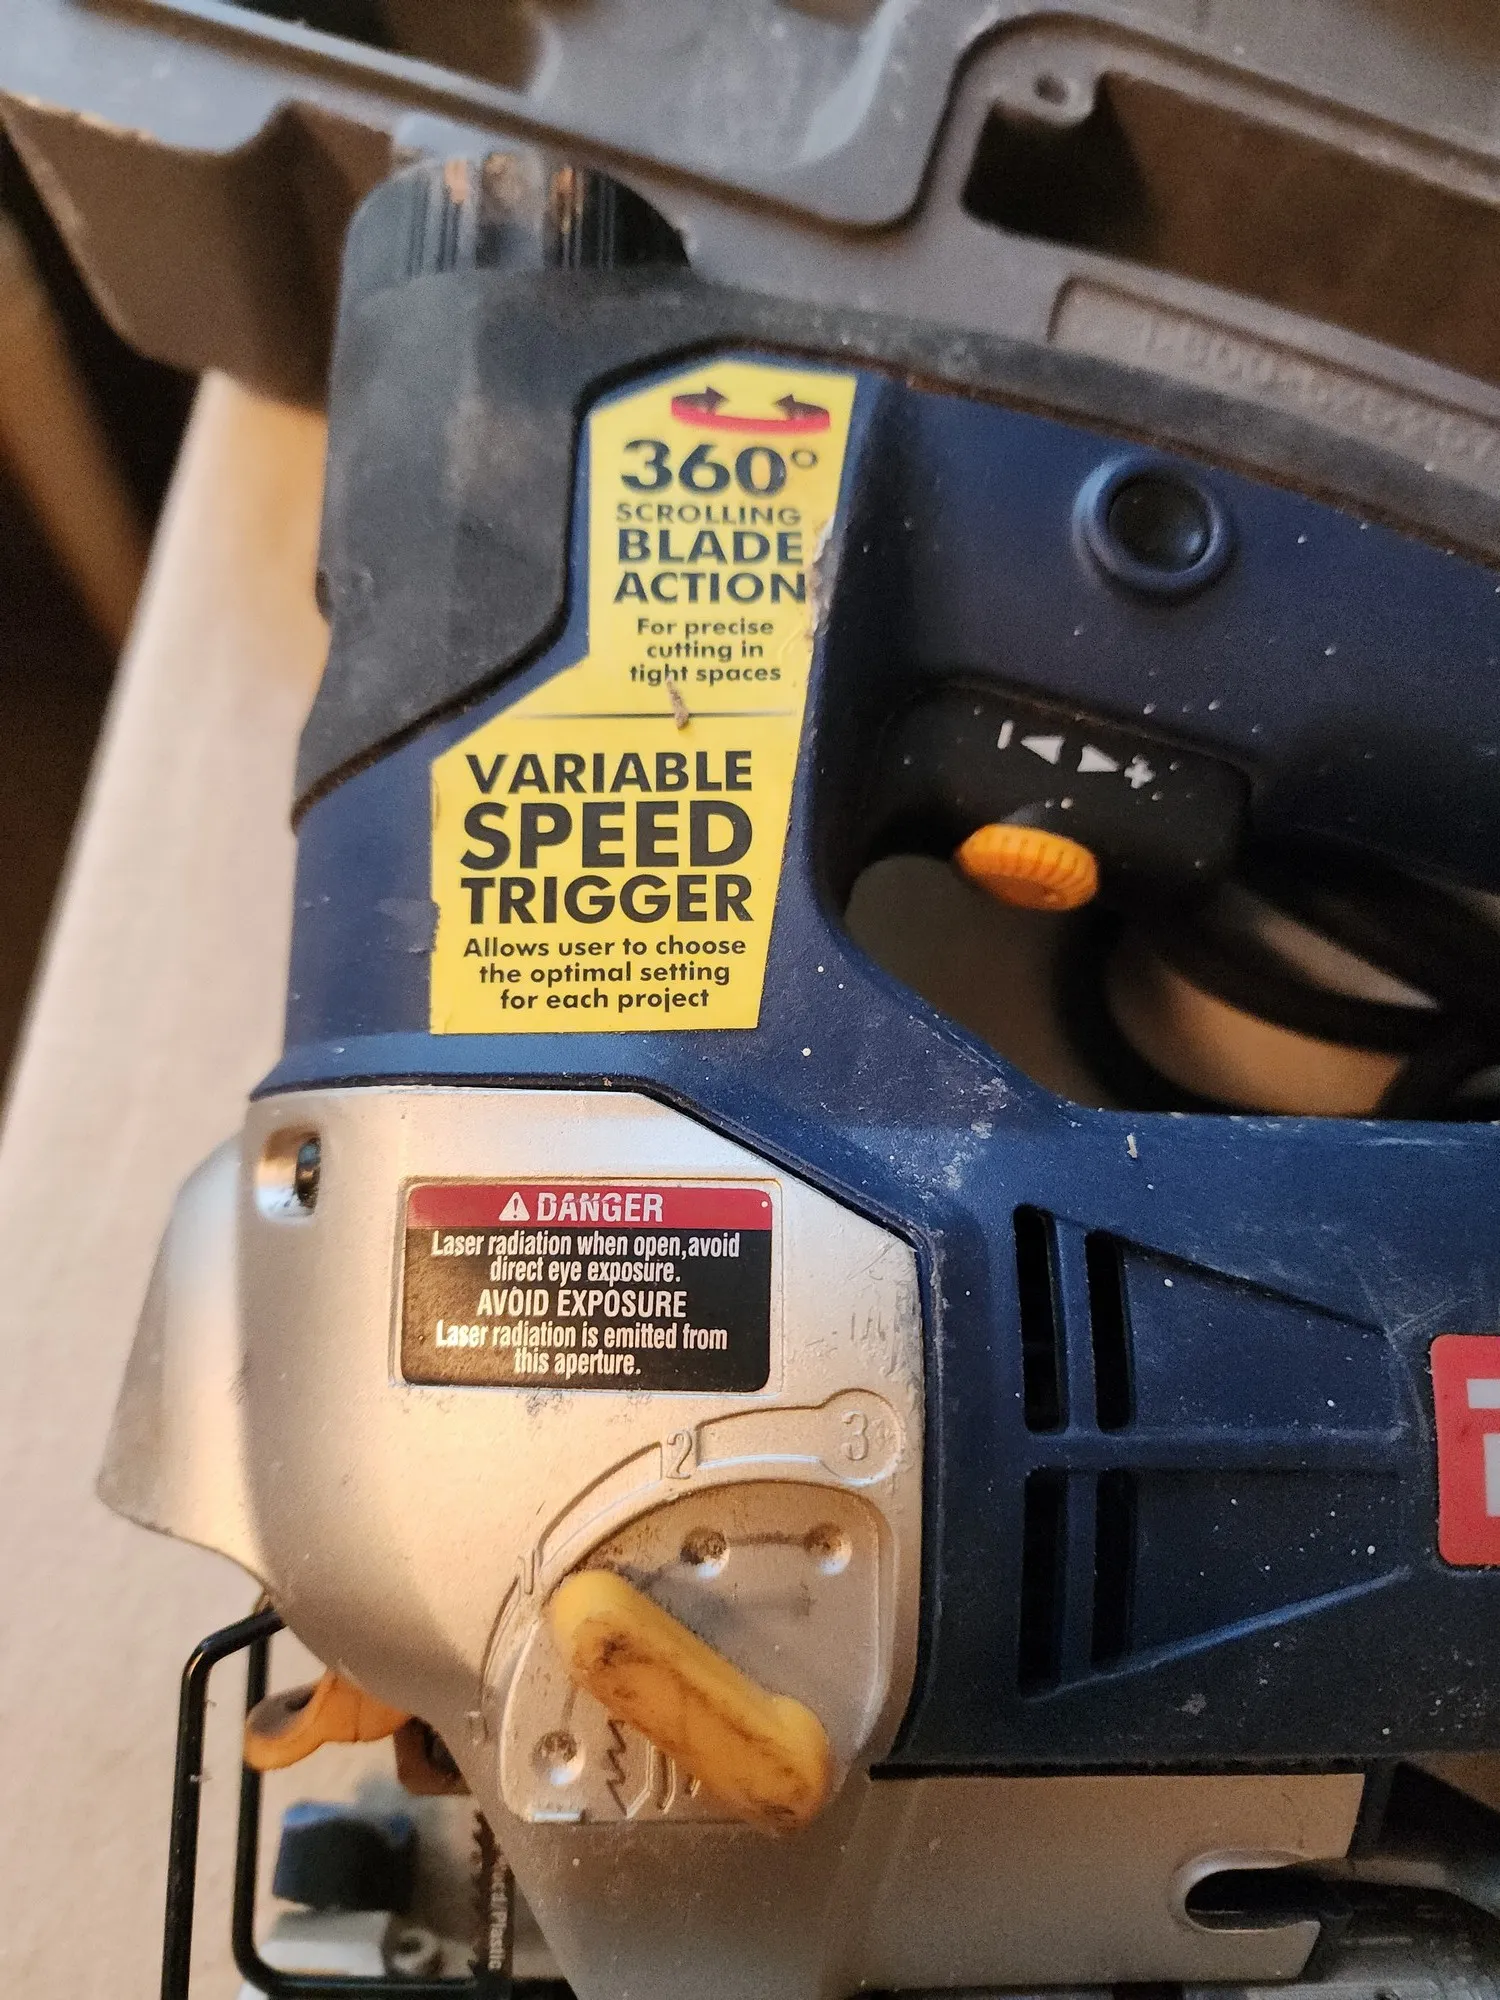 360°
SCROLLING
BLADE
ACTION
For precise
cutting in
tight spaces
VARIABLE
SPEED
TRIGGER
Allows user to choose
the optimal setting
for each project
DANGER
Laser radiation when open,avoid
direct eye exposure.
AVOID EXPOSURE
Laser radiation is emitted from
this aperture.
1
2
3